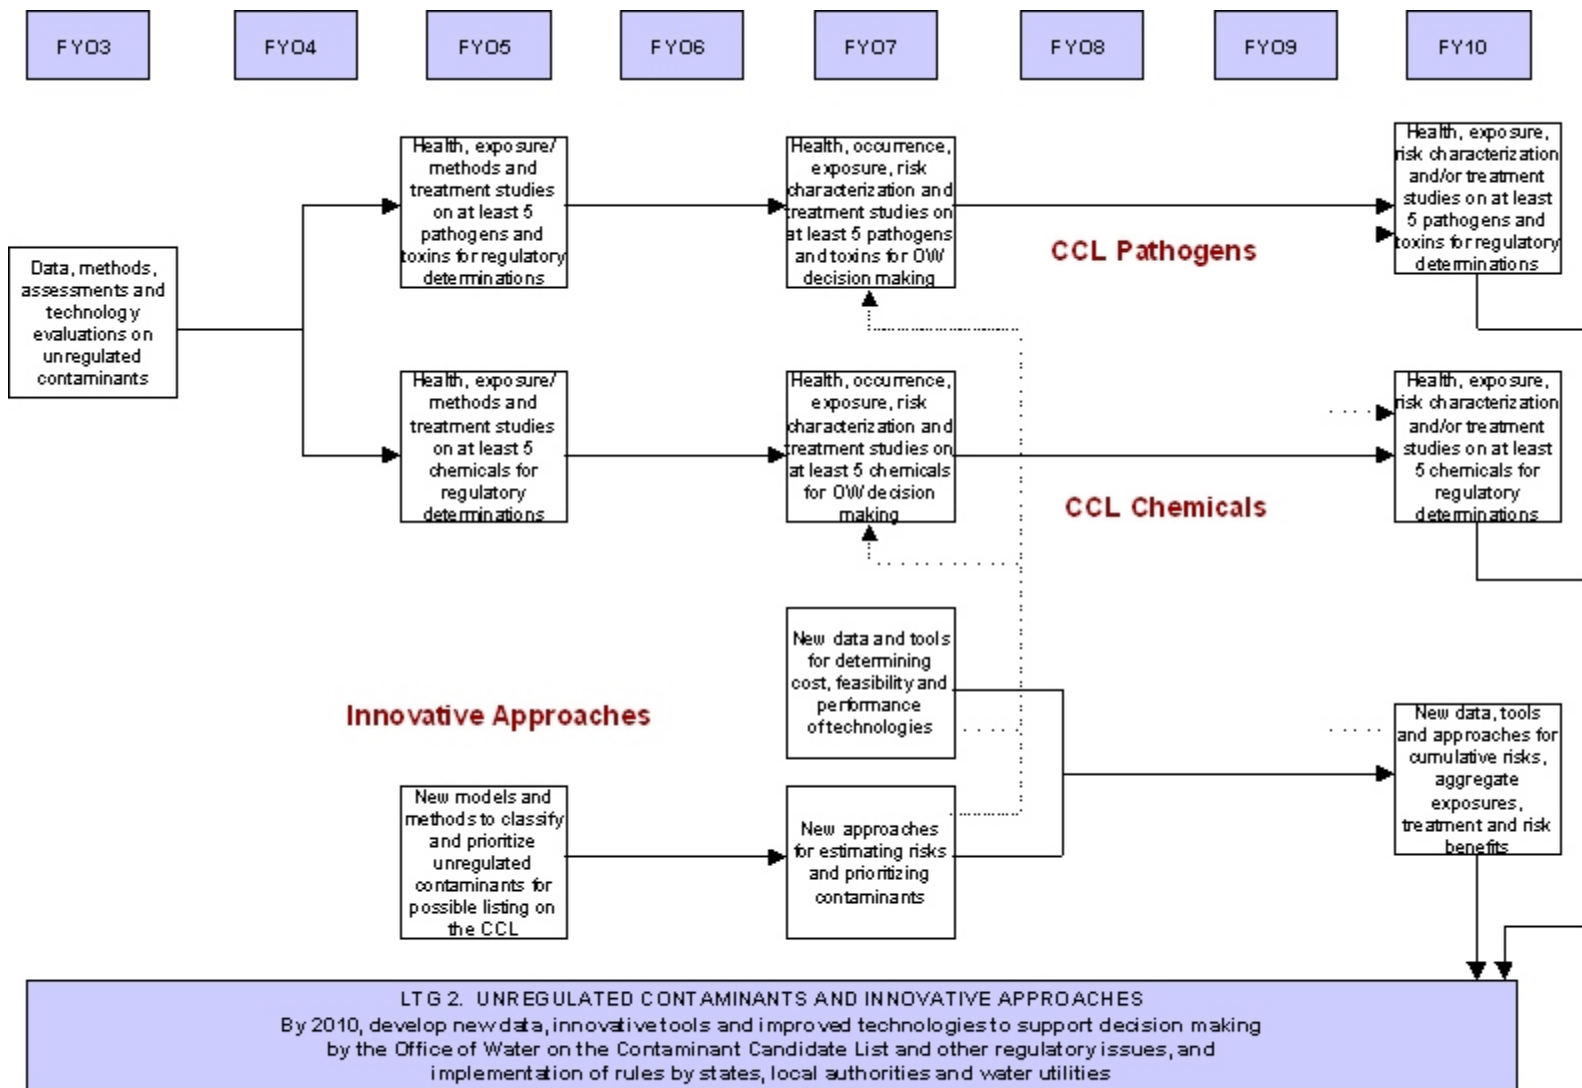 FY03
FY04
FY05
FY06
FY07
FY08
FY09
FY10
Data, methods,
assessments and
technology
evaluations on
unregulated
contaminants
Health, exposure/
methods and
treatment studies
on at least 5
pathogens and
toxins for regulatory
determinations
Health, occurrence,
exposure, risk
characterization and
treatment studies on
at least 5 pathogens
and toxins for OW
decision making
CCL Pathogens
Health, exposure,
risk characterization
and/or treatment
studies on at least
5 pathogens and
toxins for regulatory
determinations
Health, exposure/
methods and
treatment studies
on at least 5
chemicals for
regulatory
determinations
Health, occurrence,
exposure, risk
characterization and
treatment studies on
at least 5 chemicals
for OW decision
making
CCL Chemicals
Health, exposure,
risk characterization
and/or treatment
studies on at least
5 chemicals for
regulatory
determinations
Innovative Approaches
New data and tools
for determining
cost, feasibility and
performance
of technologies
New models and
methods to classify
and prioritize
unregulated
contaminants for
possible listing on
the CCL
New approaches
for estimating risks
and prioritizing
contaminants
New data, tools
and approaches for
cumulative risks,
aggregate
exposures,
treatment and risk
benefits
LTG 2. UNREGULATED CONTAMINANTS AND INNOVATIVE APPROACHES
By 2010, develop new data, innovative tools and improved technologies to support decision making
by the Office of Water on the Contaminant Candidate List and other regulatory issues, and
implementation of rules by states, local authorities and water utilities